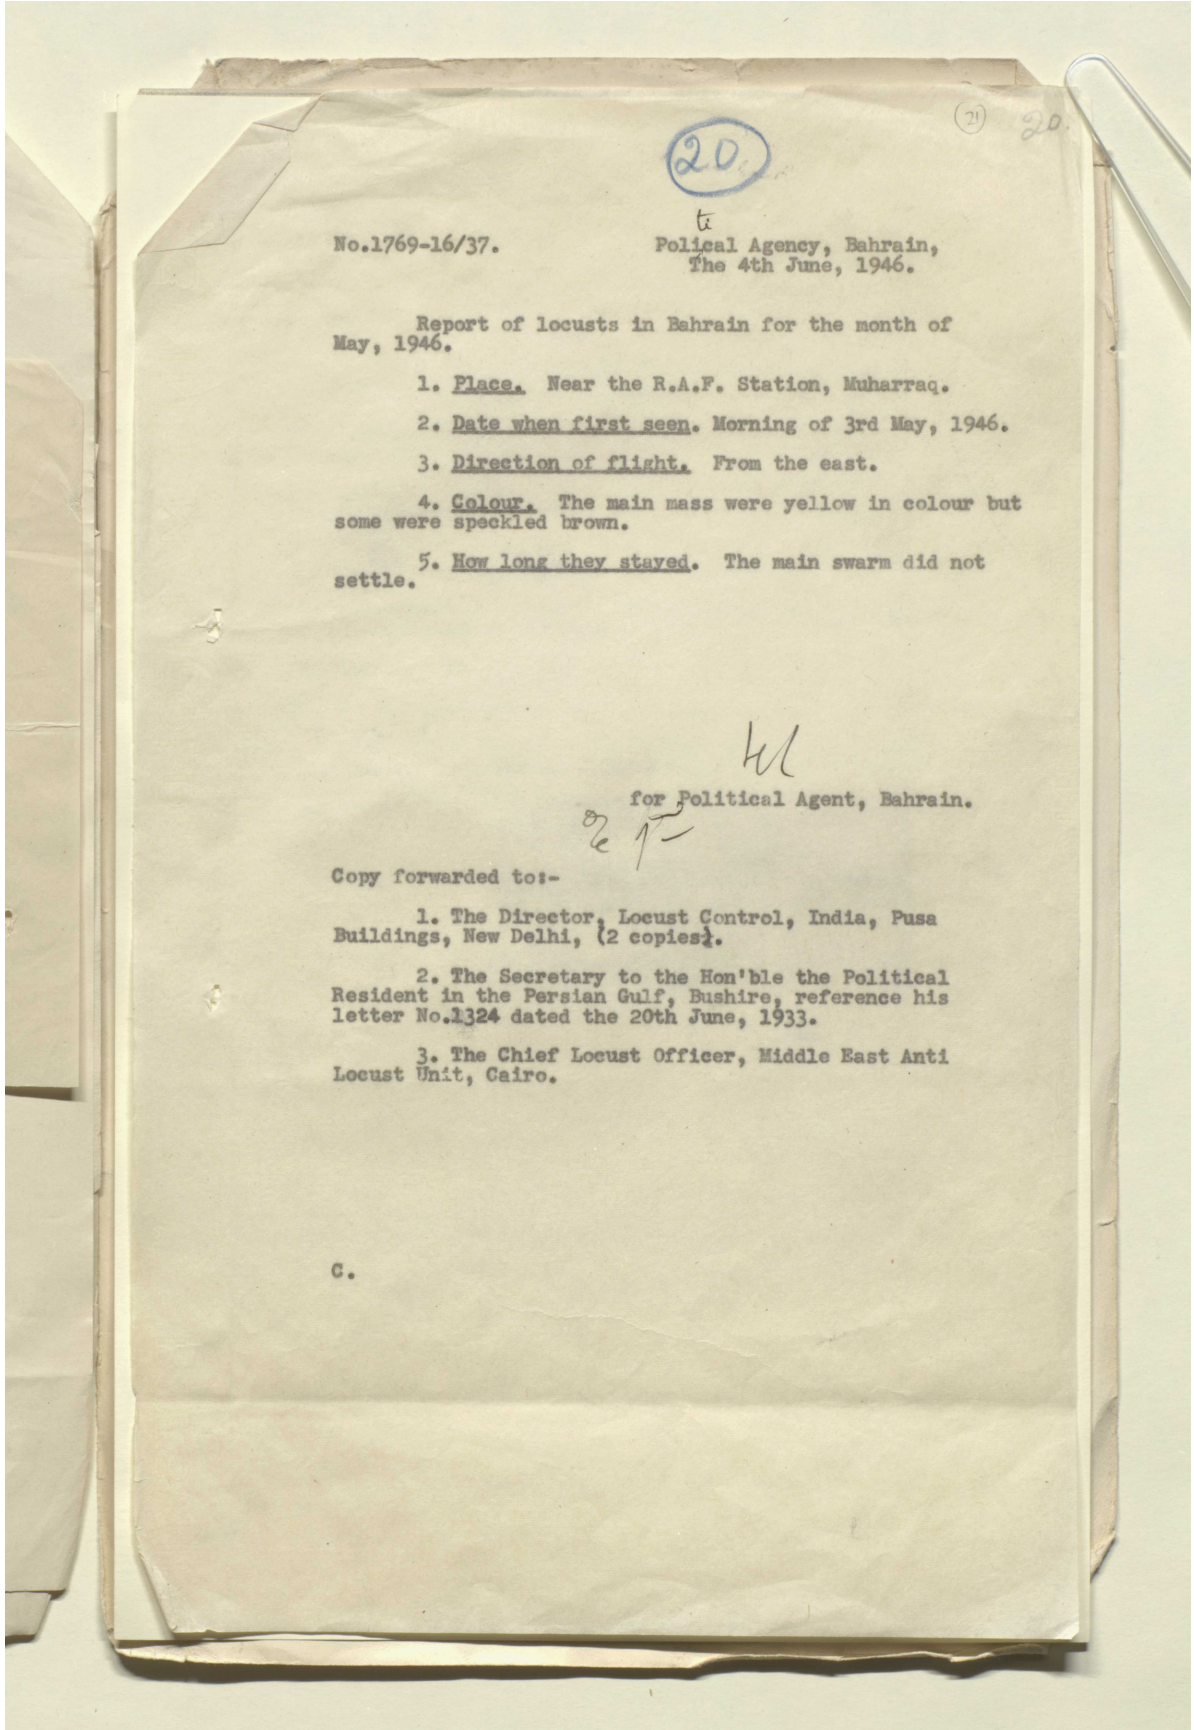 21
20.
20
ti
No.1769-16/37. Polical Agency, Bahrain,
The 4th June, 1946.
Report of locusts in Bahrain for the month of
May, 1946.
1. Place. Near the R.A.F. Station, Muharraq.
2. Date when first seen. Morning of 3rd May, 1946.
3. Direction of flight. From the east.
4. Colour. The main mass were yellow in colour but
some were speckled brown.
5. How long they stayed. The main swarm did not
settle.
for Political Agent, Bahrain.
Copy forwarded to:-
1. The Director, Locust Control, India, Pusa
Buildings, New Delhi, (2 copies).
2. The Secretary to the Hon'ble the Political
Resident in the Persian Gulf, Bushire, reference his
letter No.1324 dated the 20th June, 1933.
3. The Chief Locust Officer, Middle East Anti
Locust Unit, Cairo.
C.